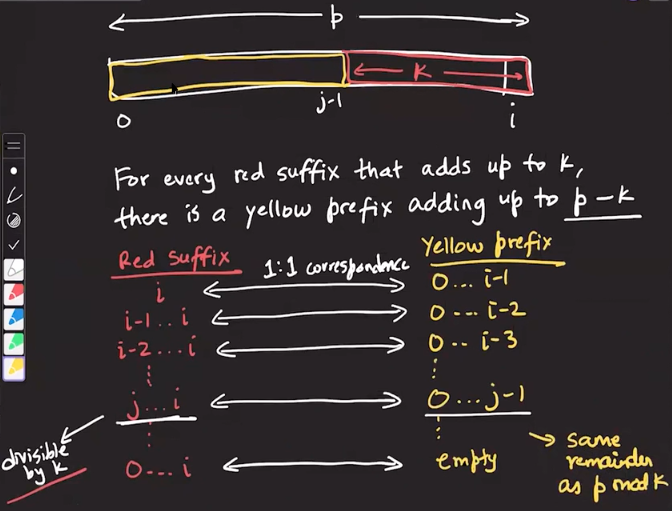 p
K
0
j-1
i
For every red suffix that adds up to K,
there is a yellow prefix adding up to p-K
Red suffix
1:1 correspondence
Yellow prefix
i
0...i-1
i-1..i
0...i-2
i-2...i
0..i-3
j...i
0...j-1
divisible
by K
0...i
empty
same
remainder
as p mod K